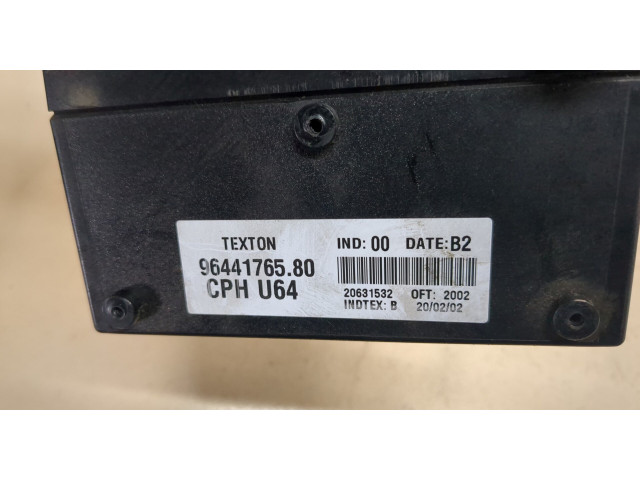 TEXTON IND: 00 DATE: B2
96441765.80
CPH U64
20631532 OFT: 2002
INDTEX: B 20/02/02